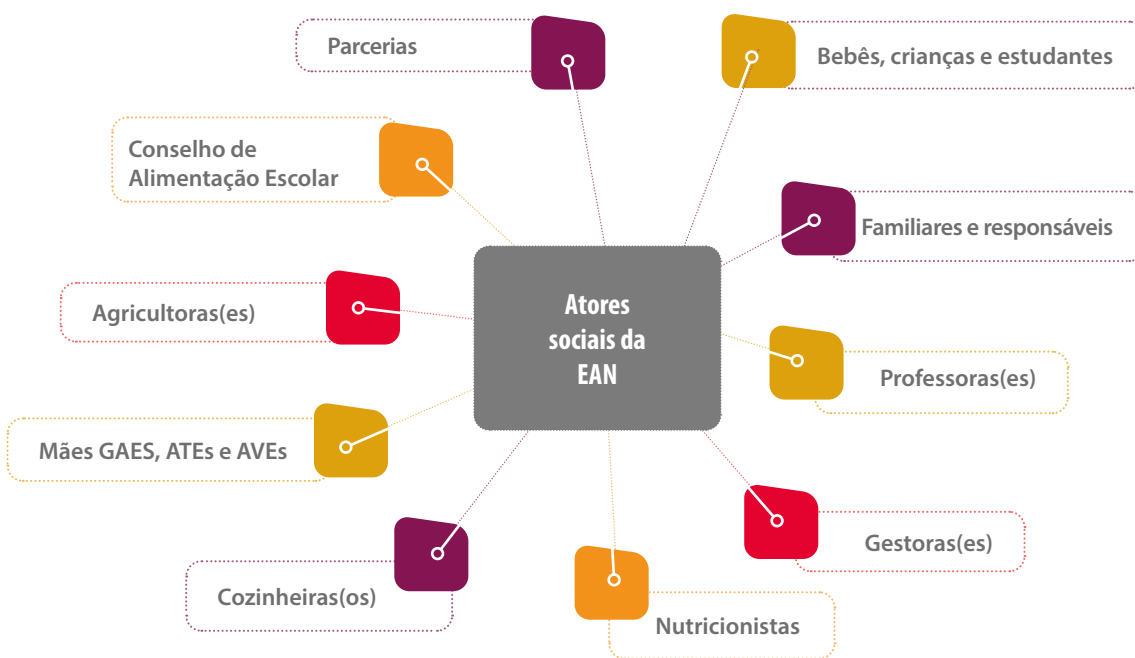 Parcerias
Bebês, crianças e estudantes
Conselho de
Alimentação Escolar
Familiares e responsáveis
Agricultoras(es)
Atores
sociais da
EAN
Professoras(es)
Mães GAES, ATEs e AVEs
Gestoras(es)
Cozinheiras(os)
Nutricionistas